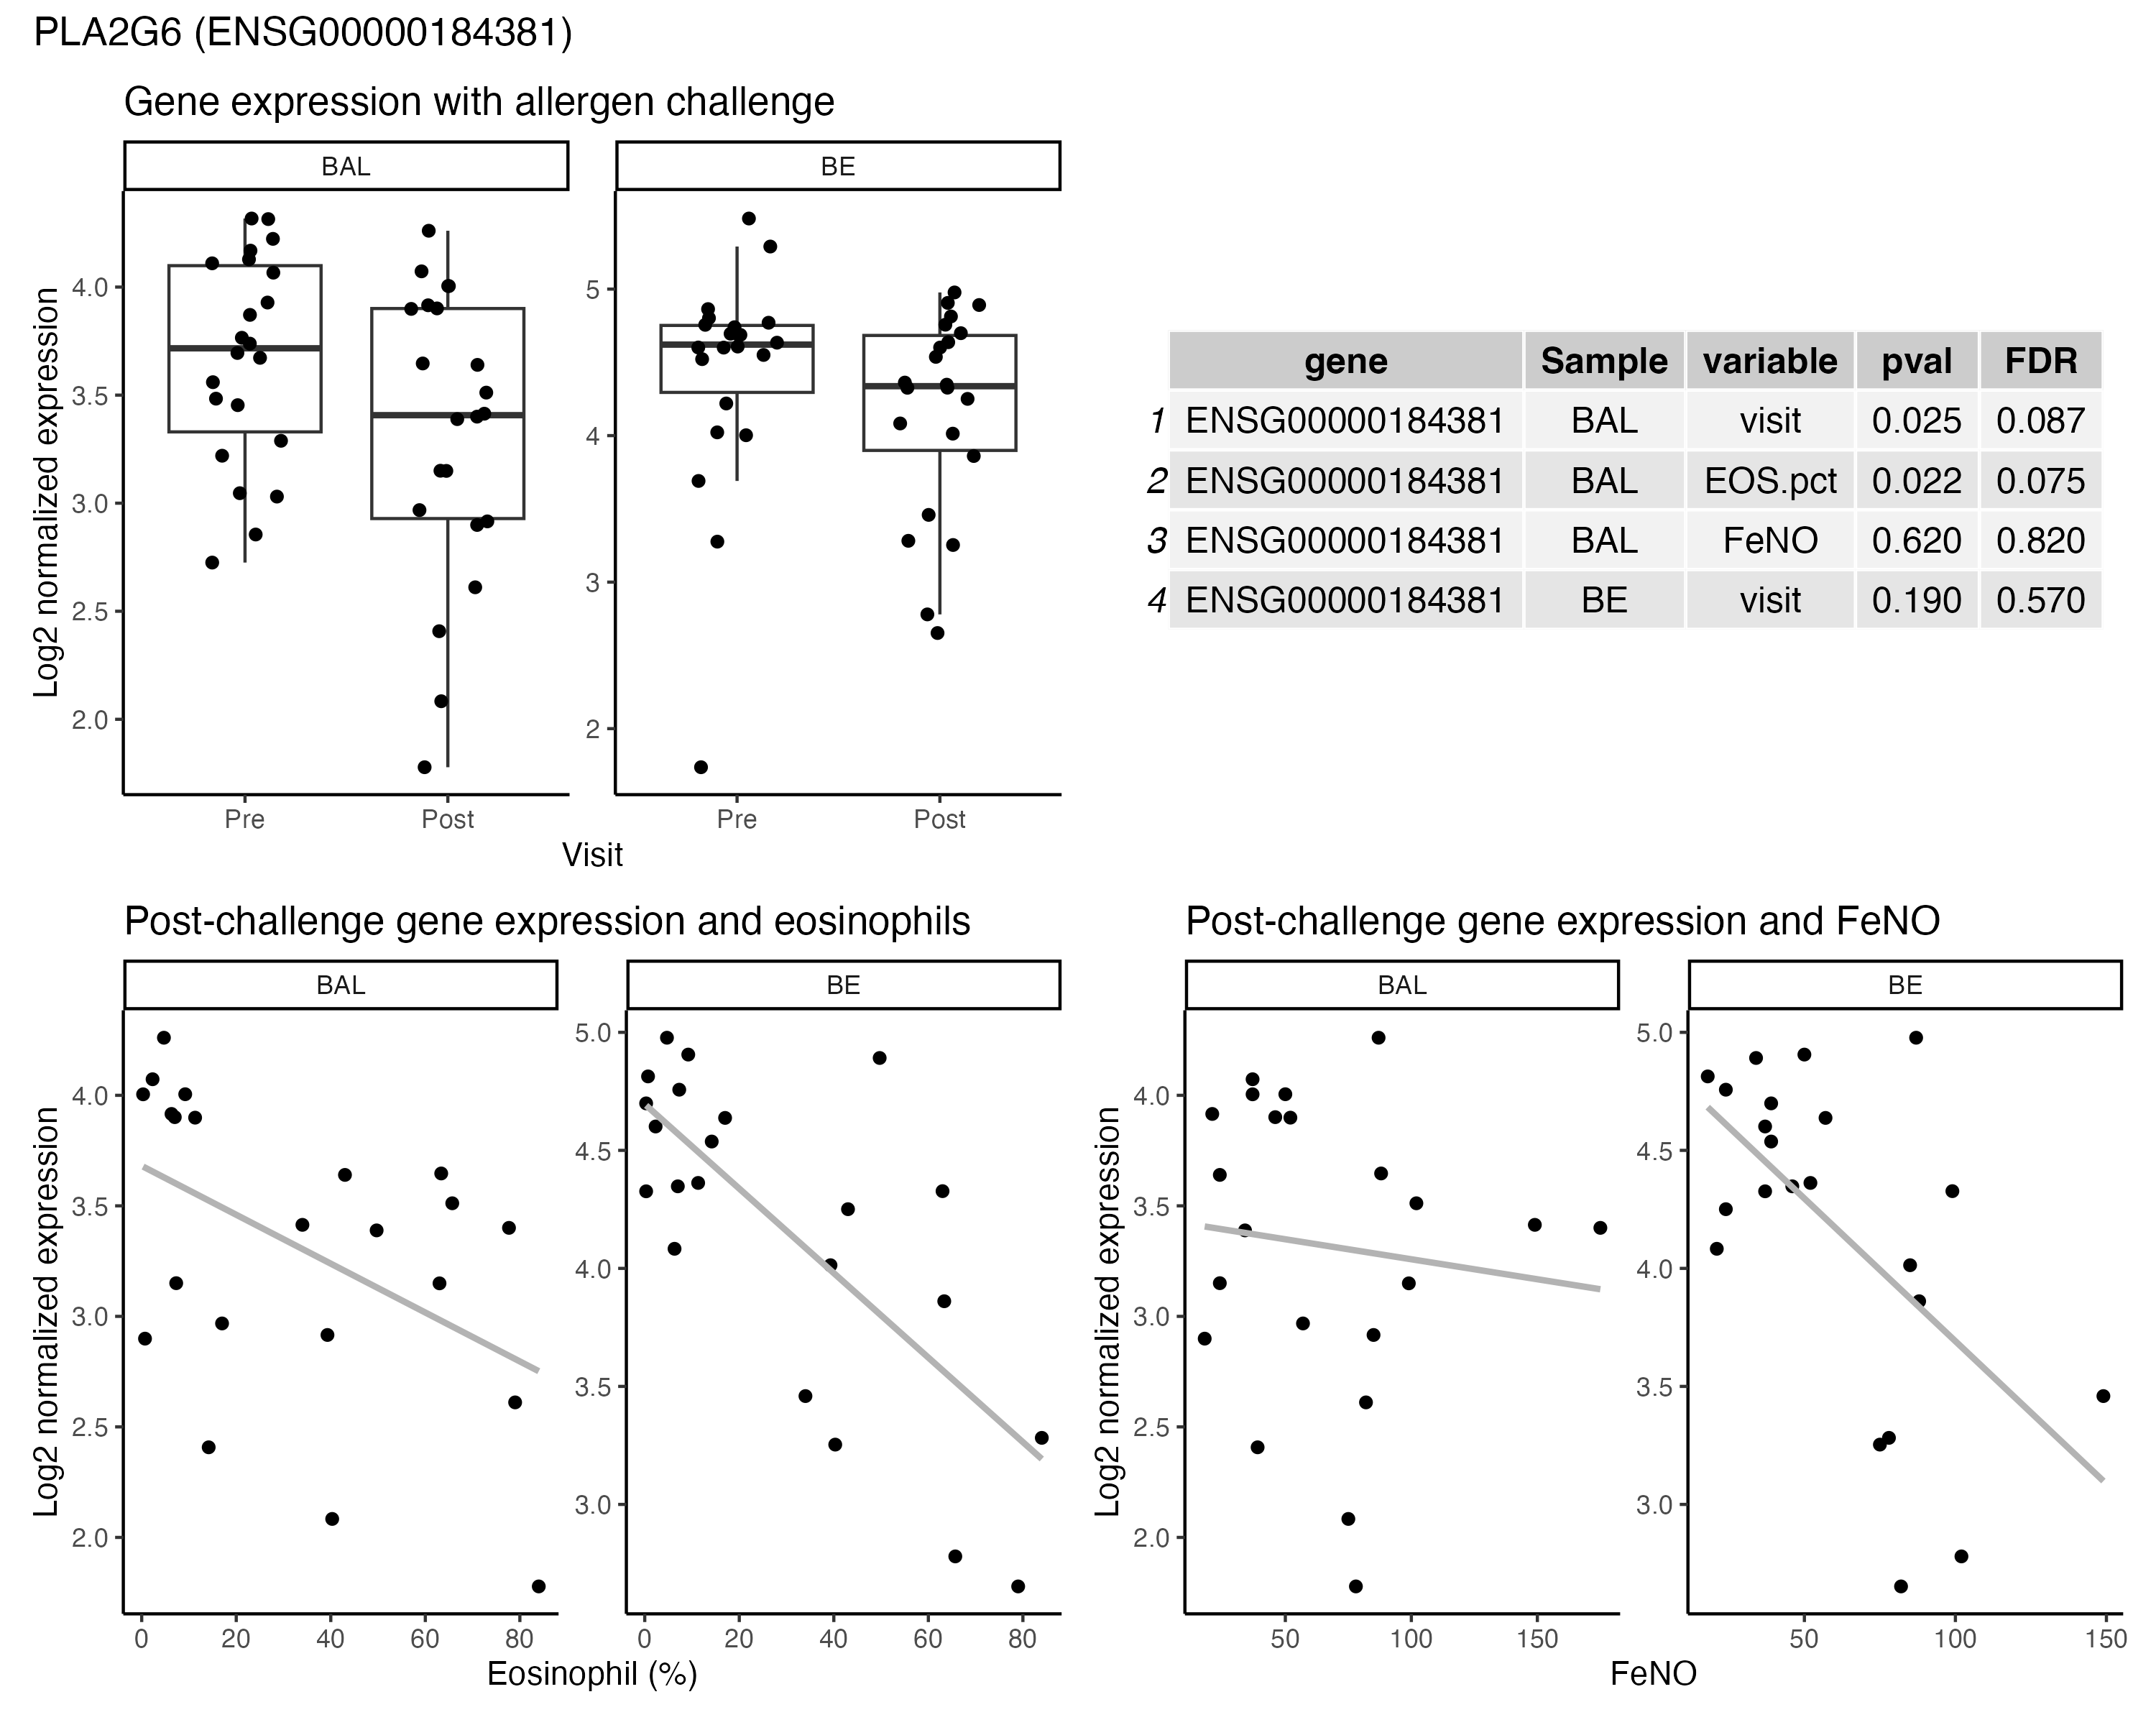 PLA2G6 (ENSG00000184381)
Gene expression with allergen challenge
BAL
BE
Log2 normalized expression
4.0
3.5
3.0
2.5
2.0
5
4
3
2
Pre
Post
Pre
Post
Visit
gene Sample variable pval FDR
1 ENSG00000184381 BAL visit 0.025 0.087
2 ENSG00000184381 BAL EOS.pct 0.022 0.075
3 ENSG00000184381 BAL FeNO 0.620 0.820
4 ENSG00000184381 BE visit 0.190 0.570
Post-challenge gene expression and eosinophils
BAL
BE
Log2 normalized expression
4.0
3.5
3.0
2.5
2.0
5.0
4.5
4.0
3.5
3.0
0 20 40 60 80
0 20 40 60 80
Eosinophil (%)
Post-challenge gene expression and FeNO
BAL
BE
Log2 normalized expression
4.0
3.5
3.0
2.5
2.0
5.0
4.5
4.0
3.5
3.0
50 100 150
50 100 150
FeNO